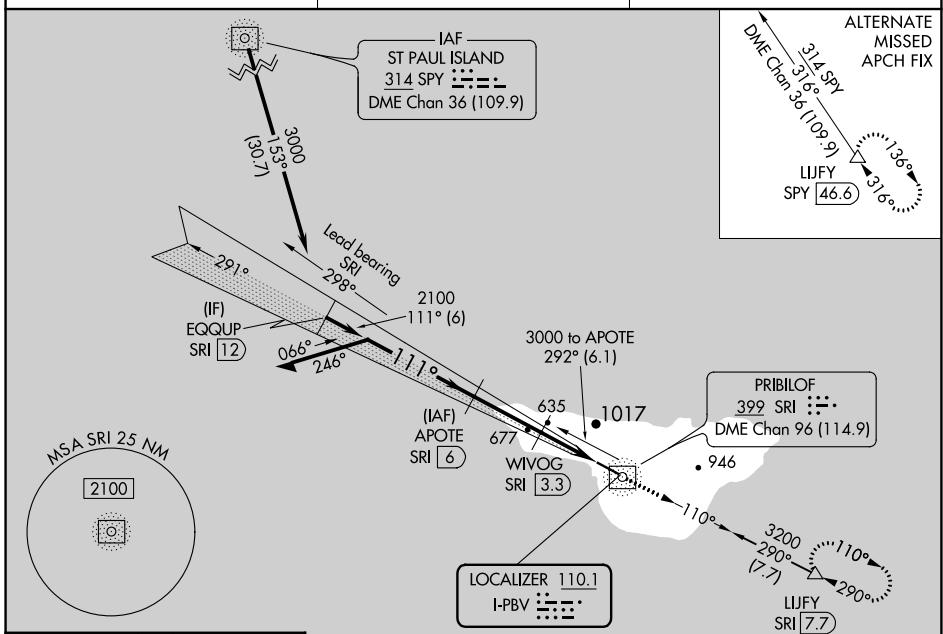 IAF
ST PAUL ISLAND
314 SPY
DME Chan 36 (109.9)
ALTERNATE
MISSED
APCH FIX
314 SPY
316°
DME Chan 36 (109.9)
136°
316°
LIJFY
SPY 46.6
3000
153°
(30.7)
Lead bearing
SRI
298°
291°
(IF)
EQQUP
SRI 12
2100
111° (6)
066°
246°
111°
3000 to APOTE
292° (6.1)
(IAF)
APOTE
SRI 6
635
677
1017
WIVOG
SRI 3.3
946
PRIBILOF
399 SRI
DME Chan 96 (114.9)
MSA SRI 25 NM
2100
110°
3200
290°
(7.7)
110°
290°
LIJFY
SRI 7.7
LOCALIZER 110.1
I-PBV